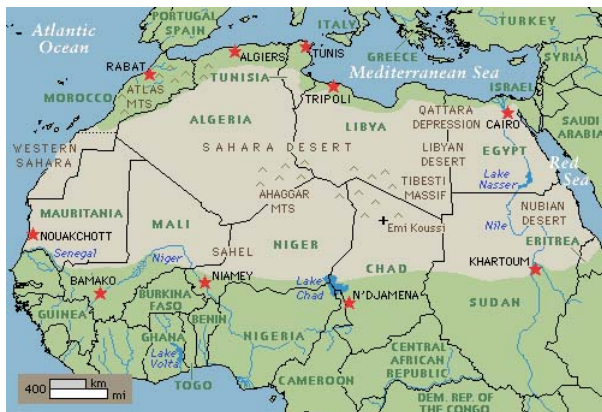 PORTUGAL
SPAIN
ITALY
TURKEY
GREECE
SYRIA
Atlantic
Ocean
ALGIERS
TUNIS
RABAT
TUNISIA
Mediterranean Sea
ISRAEL
ATLAS
MTS
MOROCCO
TRIPOLI
QATTARA
DEPRESSION
CAIRO
SAUDI
ARABIA
ALGERIA
LIBYA
WESTERN
SAHARA
SAHARA DESERT
LIBYAN
DESERT
EGYPT
Red
Sea
TIBESTI
MASSIF
Lake
Nasser
AHAGGAR
MTS
NUBIAN
DESERT
MAURITANIA
MALI
Emi Koussi
Nile
NOUAKCHOTT
NIGER
ERITREA
Senegal
Niger
SAHEL
CHAD
KHARTOUM
BAMAKO
NIAMEY
Lake
Chad
N'DJAMENA
SUDAN
GUINEA
BURKINA
FASO
BENIN
NIGERIA
GHANA
Lake
Volta
TOGO
CAMEROON
CENTRAL
AFRICAN
REPUBLIC
DEM. REP. OF
THE CONGO
400
km
mi